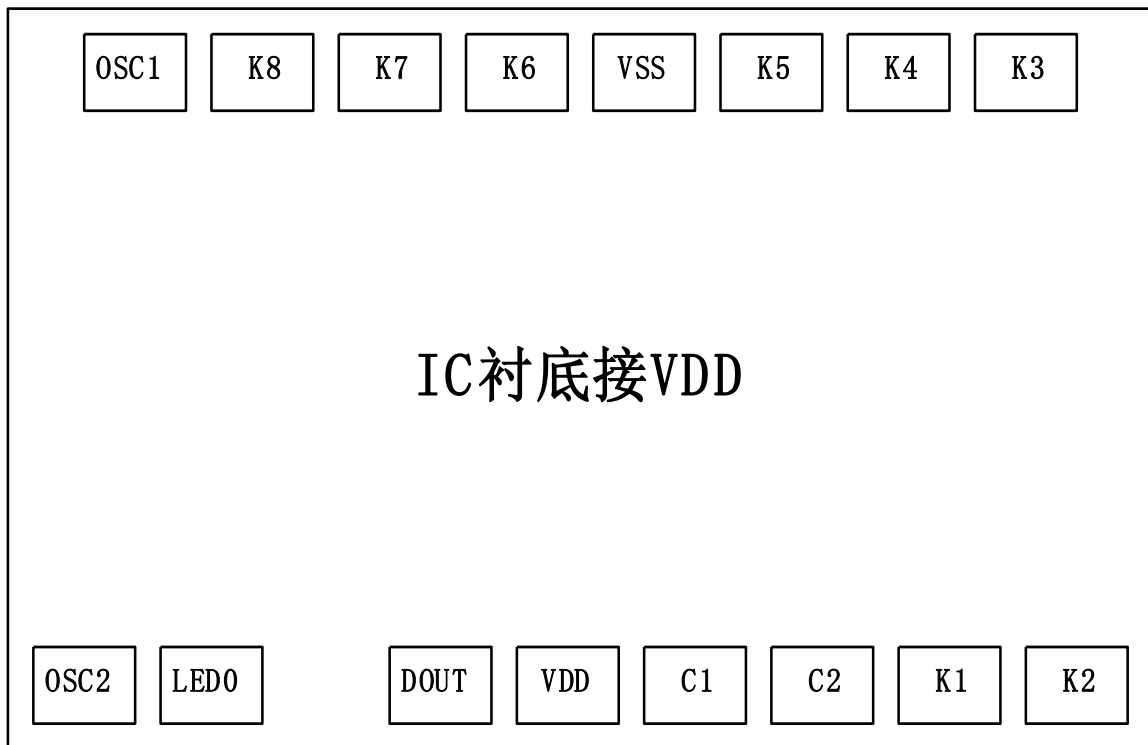 OSC1 K8 K7 K6 VSS K5 K4 K3
IC衬底接VDD
OSC2 LED0 DOUT VDD C1 C2 K1 K2